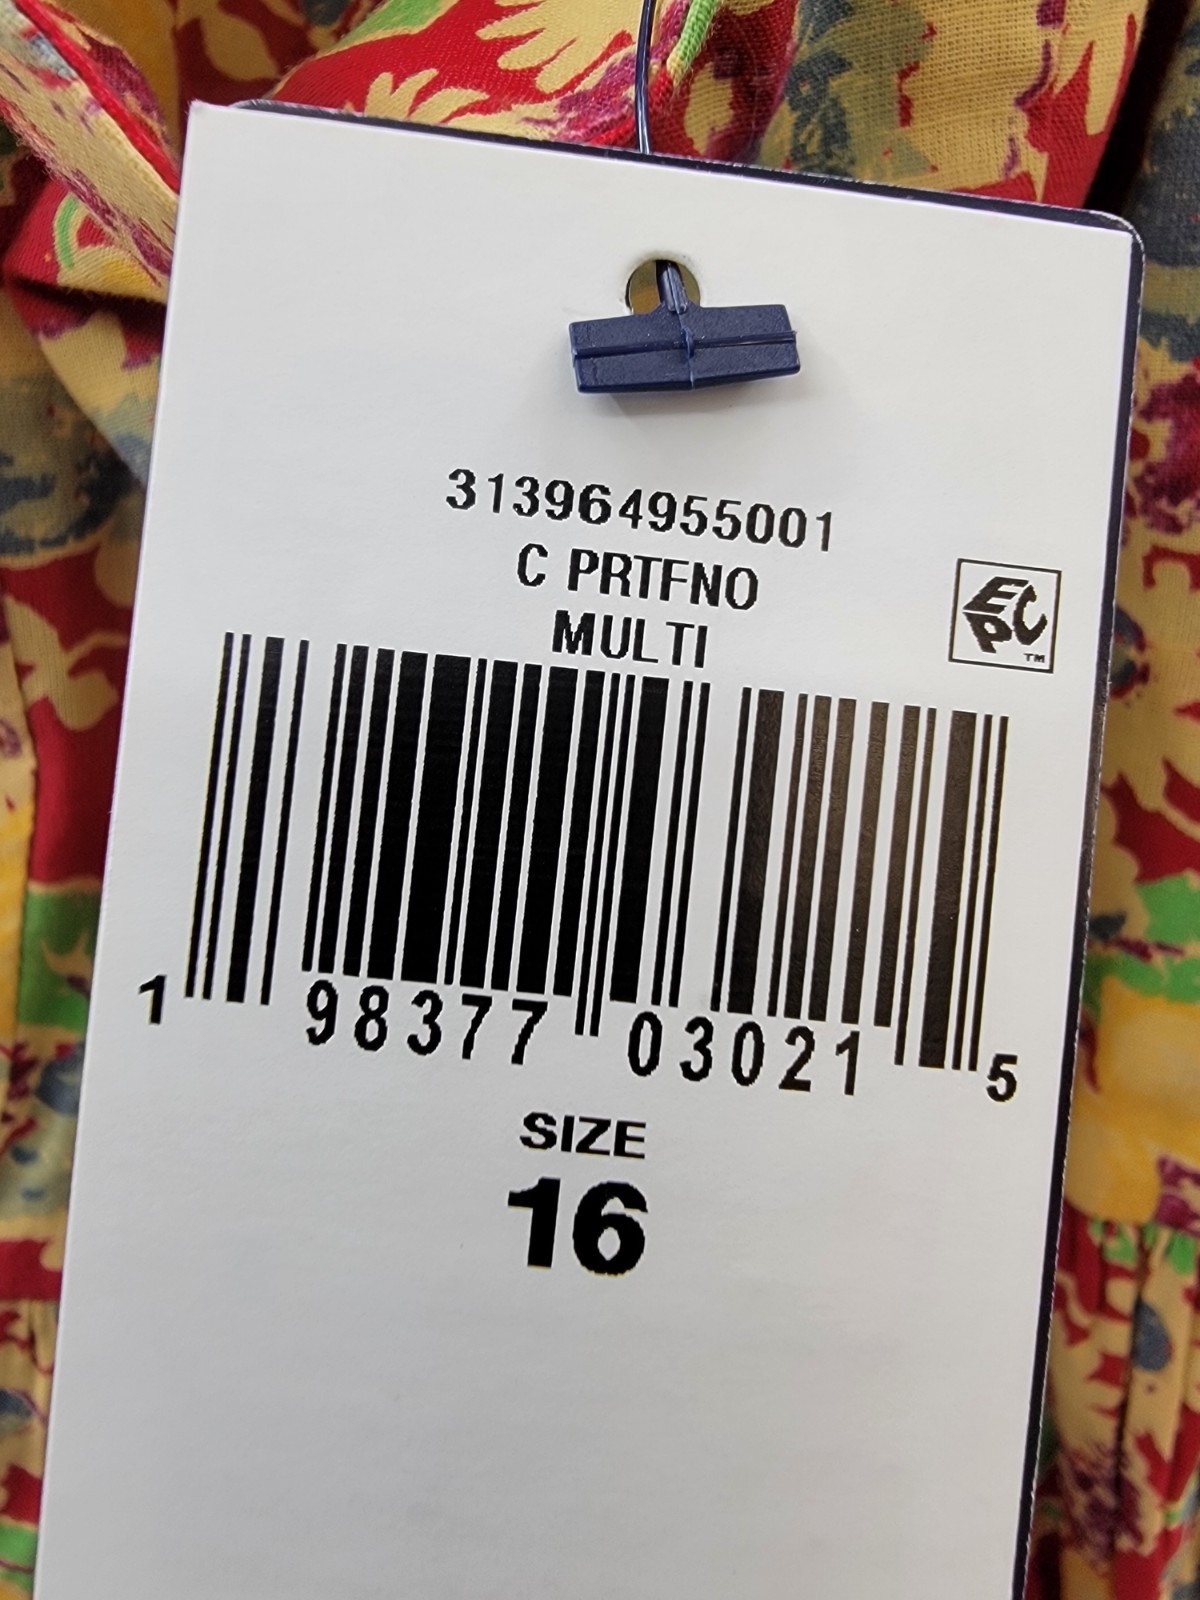 313964955001
C PRTFNO
MULTI
EPC
TM
1 98377 03021 5
SIZE
16